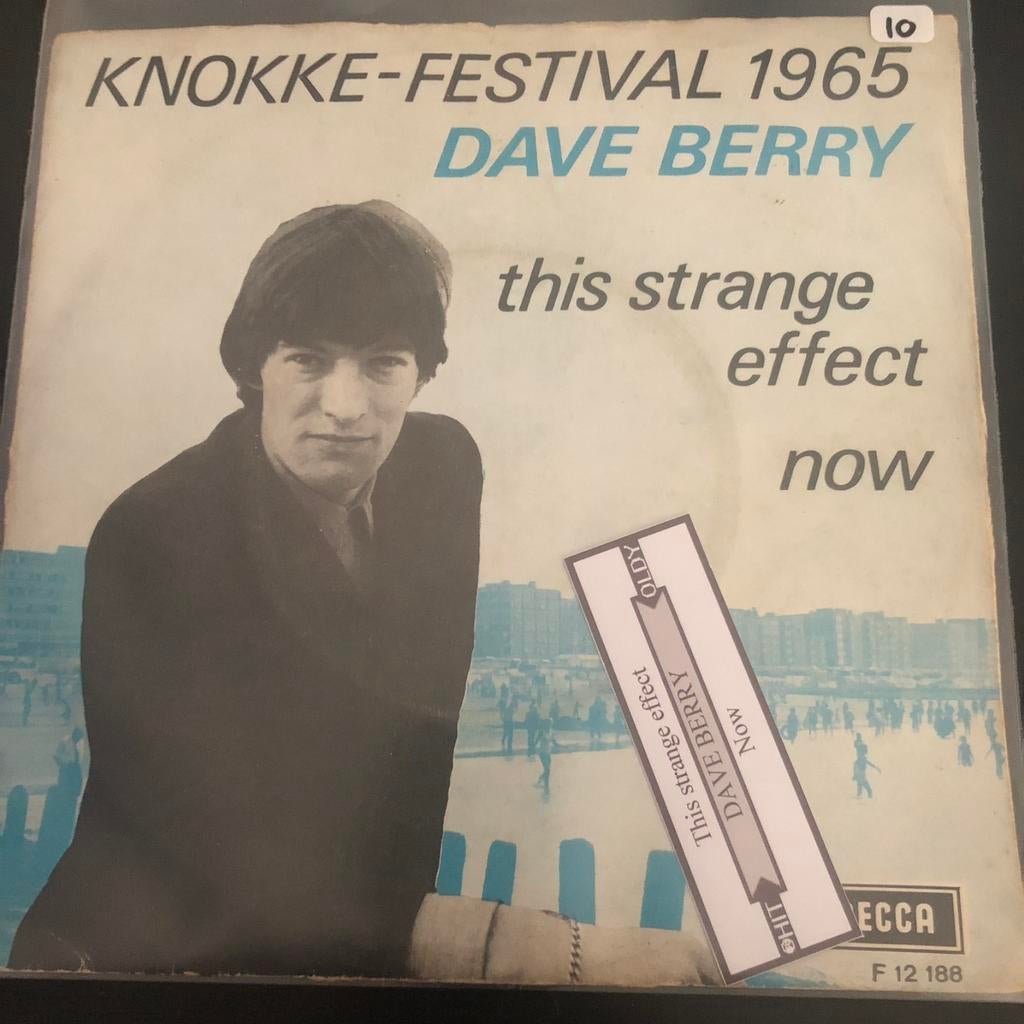 10
KNOKKE-FESTIVAL 1965
DAVE BERRY
this strange
effect
now
OLDY
This strange effect
DAVE BERRY
Now
HIT
ECCA
F 12 188